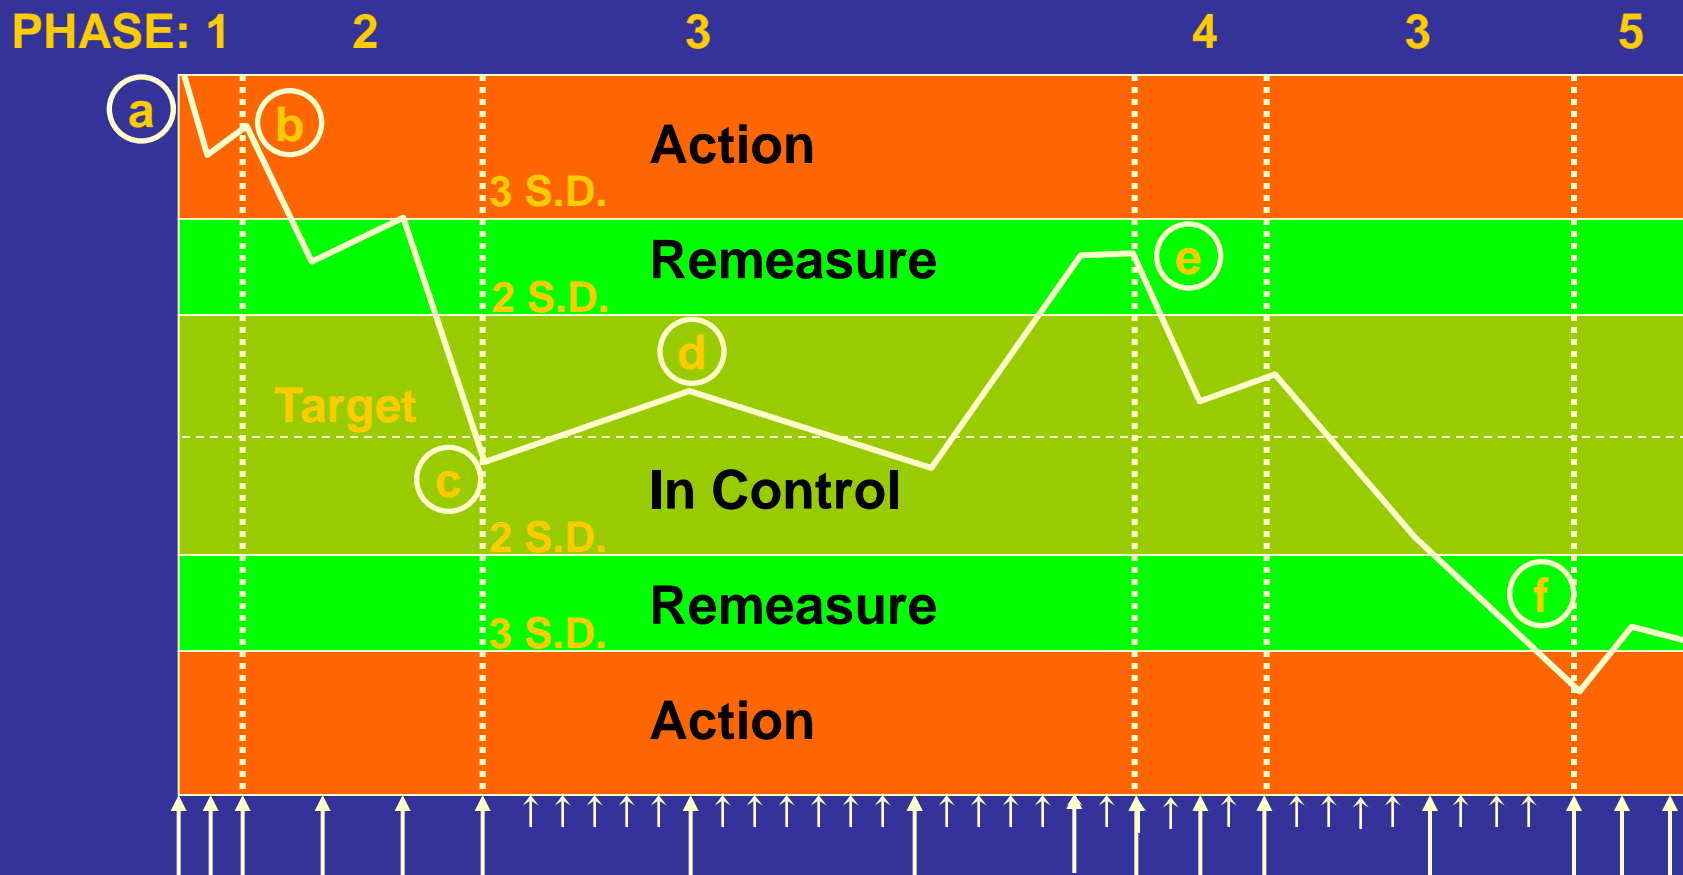 PHASE: 1 2 3 4 3 5
a
b
Action
3 S.D.
Remeasure
e
2 S.D.
d
Target
c
In Control
2 S.D.
f
Remeasure
3 S.D.
Action